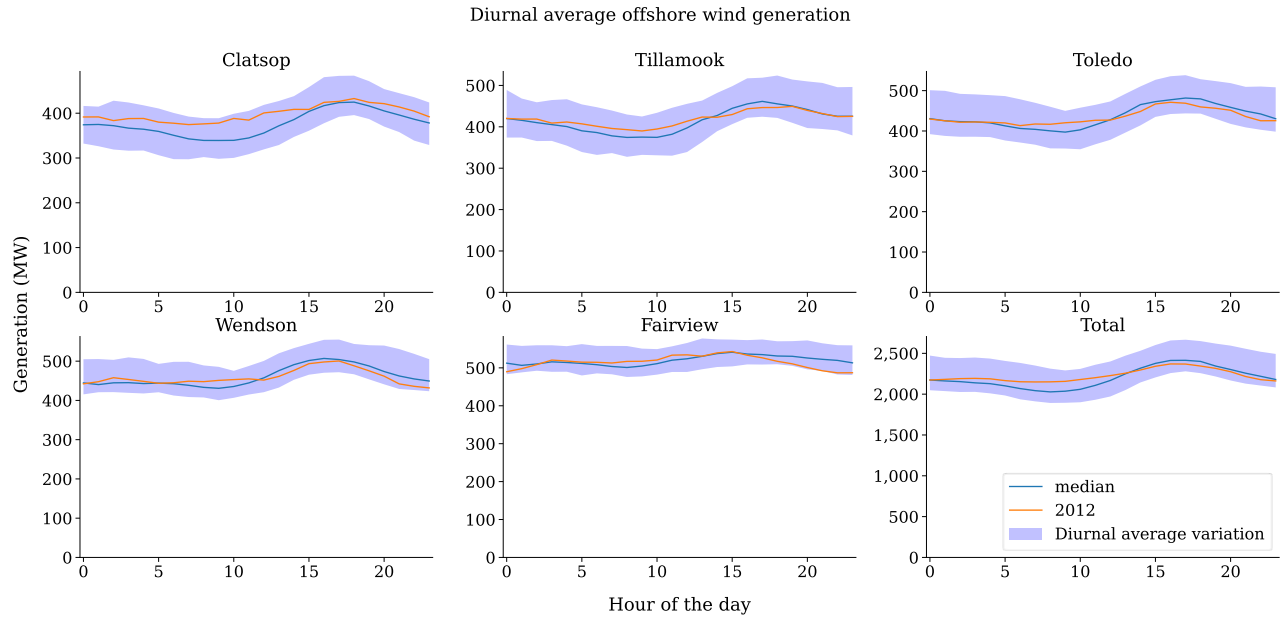 Diurnal average offshore wind generation
Clatsop
Tillamook
Toledo
400
300
200
100
0
0 5 10 15 20
500
400
300
200
100
0
0 5 10 15 20
500
400
300
200
100
0
0 5 10 15 20
Generation (MW)
Wendson
Fairview
Total
500
400
300
200
100
0
0 5 10 15 20
500
400
300
200
100
0
0 5 10 15 20
2,500
2,000
1,500
1,000
500
0
0 5 10 15 20
median
2012
Diurnal average variation
Hour of the day